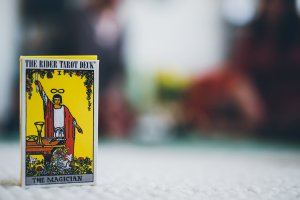 THE RIDER TAROT DECK
I
THE MAGICIAN